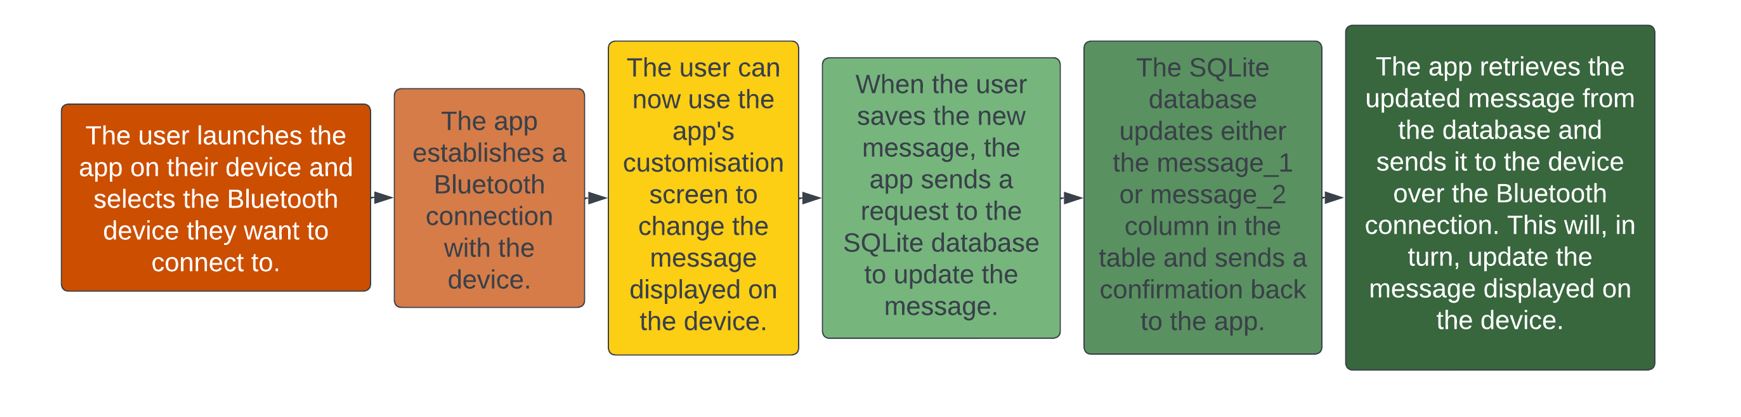 The user launches the
app on their device and
selects the Bluetooth
device they want to
connect to.
The app
establishes a
Bluetooth
connection
with the
device.
The user can
now use the
app's
customisation
screen to
change the
message
displayed on
the device.
When the user
saves the new
message, the
app sends a
request to the
SQLite database
to update the
message.
The SQLite
database
updates either
the message_1
or message_2
column in the
table and sends a
confirmation back
to the app.
The app retrieves the
updated message from
the database and
sends it to the device
over the Bluetooth
connection. This will, in
turn, update the
message displayed on
the device.